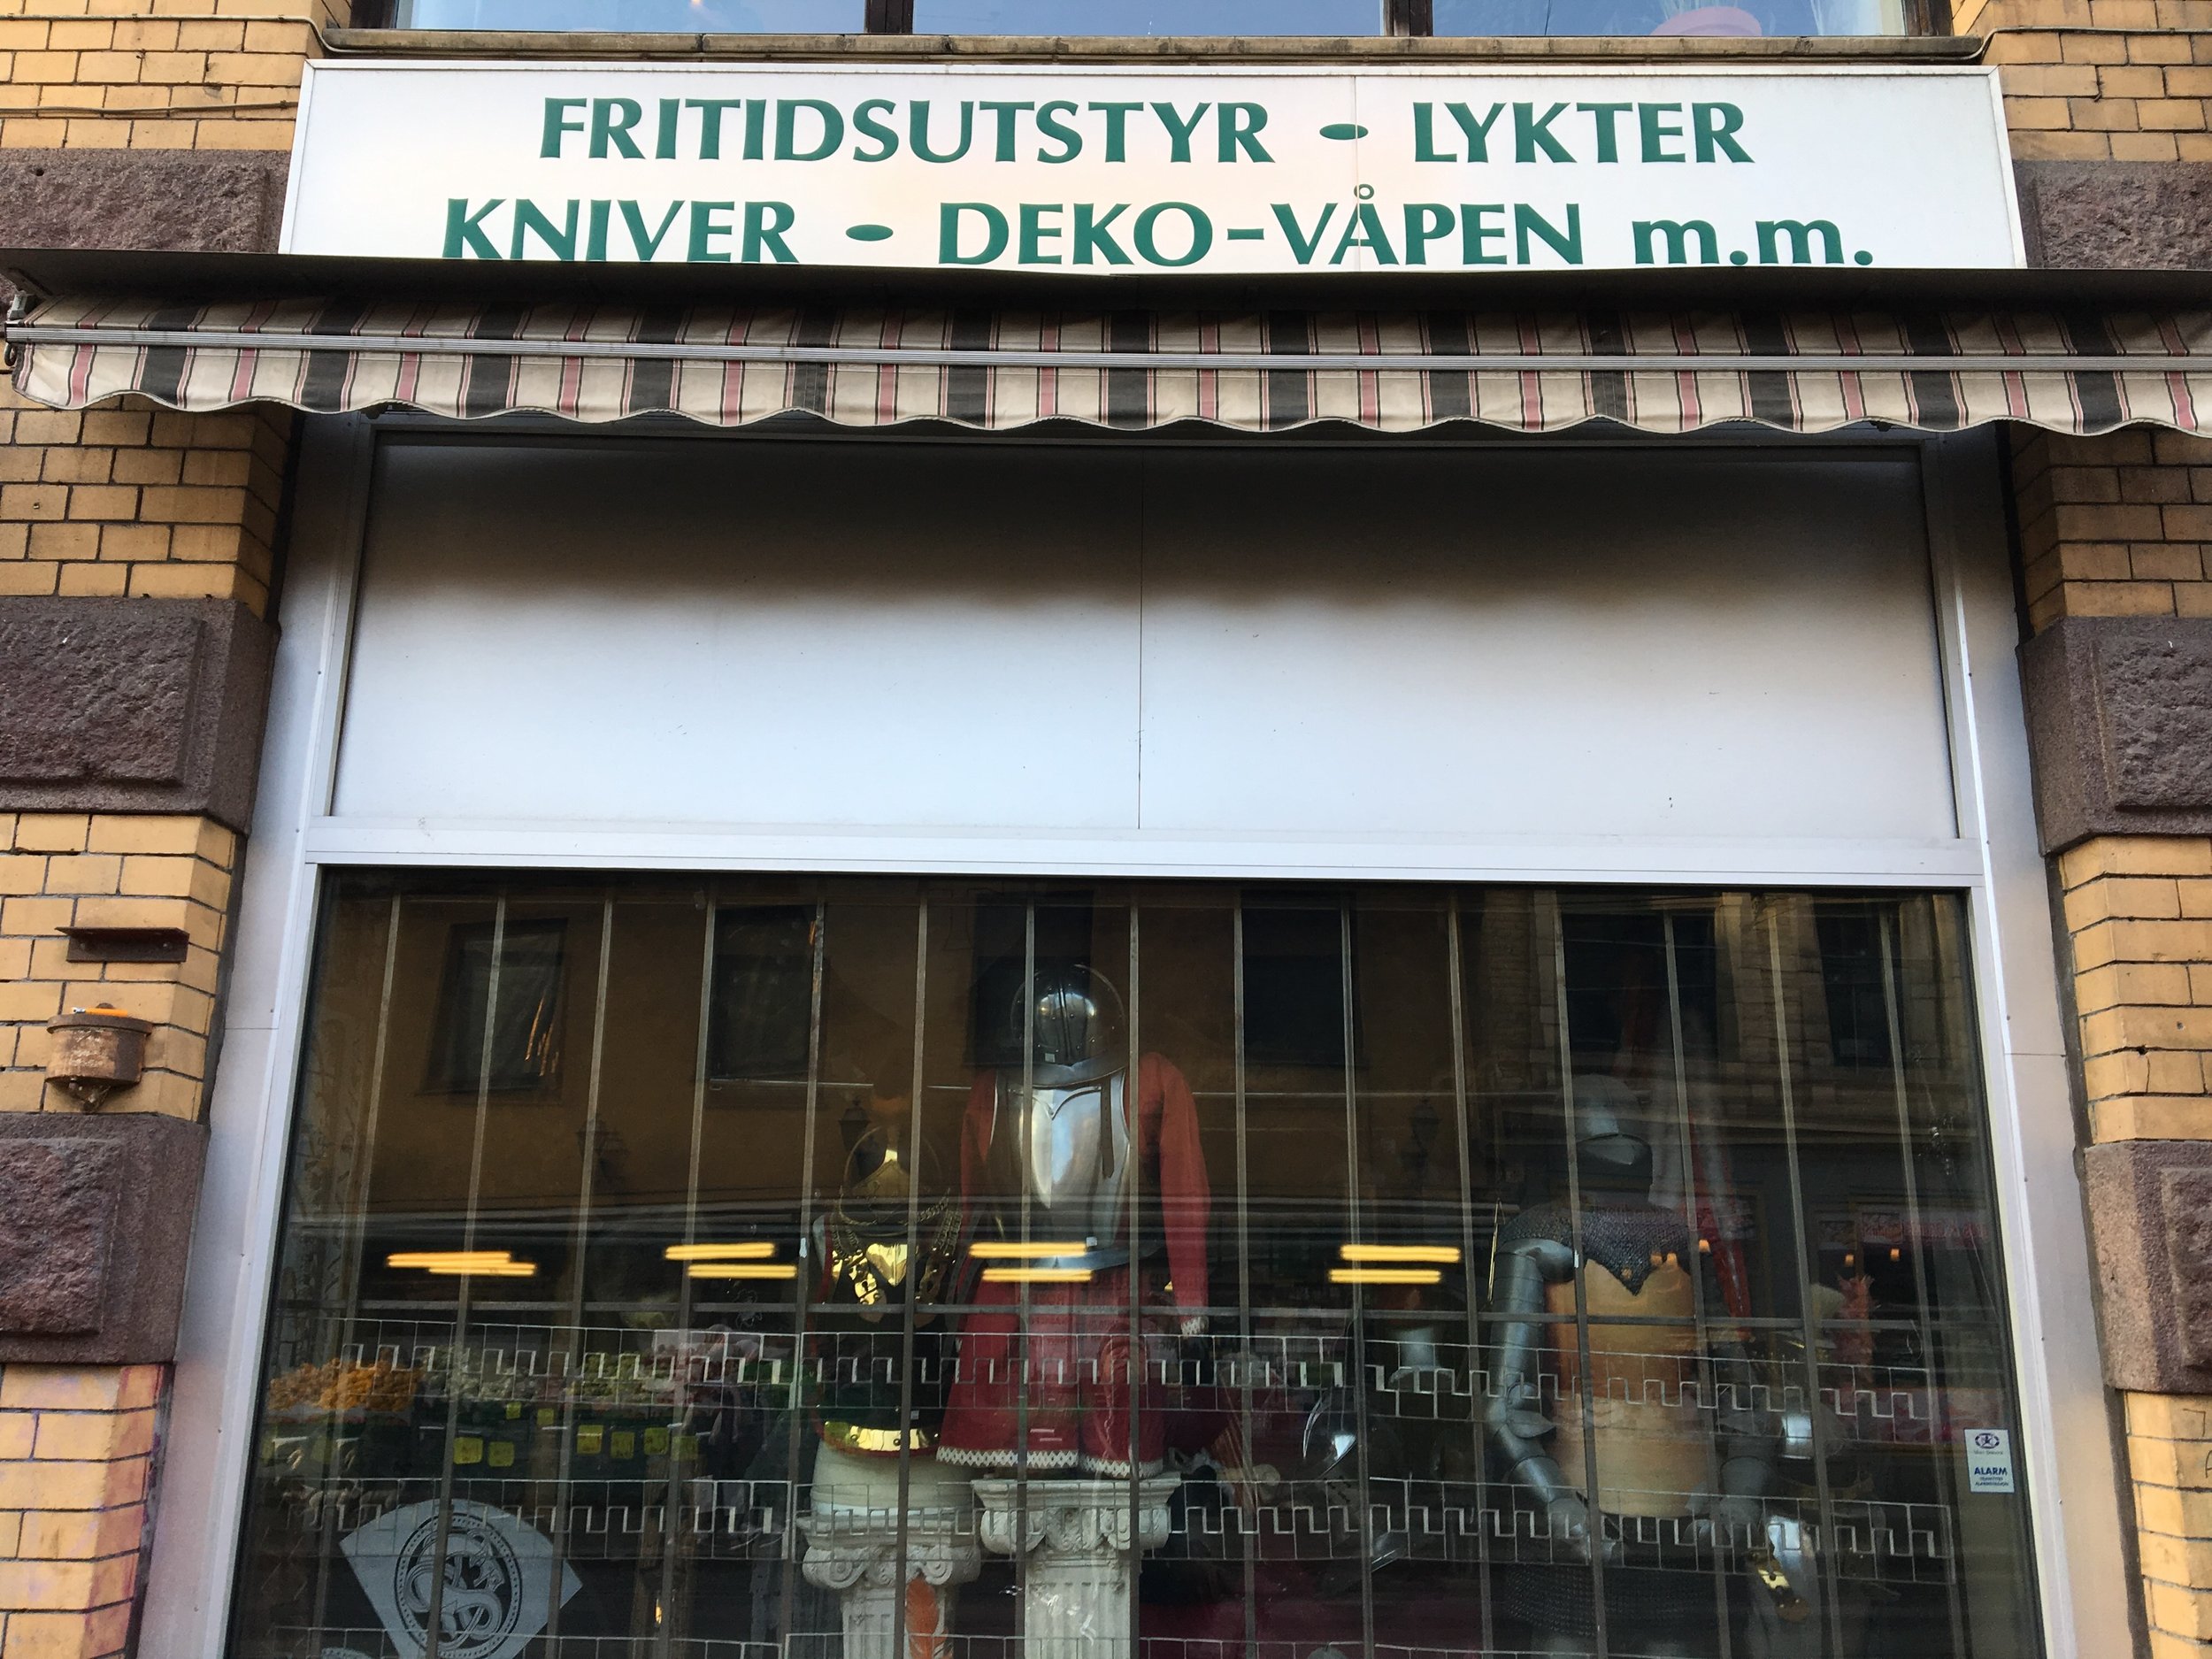 FRITIDSUTSTYR - LYKTER
KNIVER - DEKO-VÅPEN m.m.
ALARM